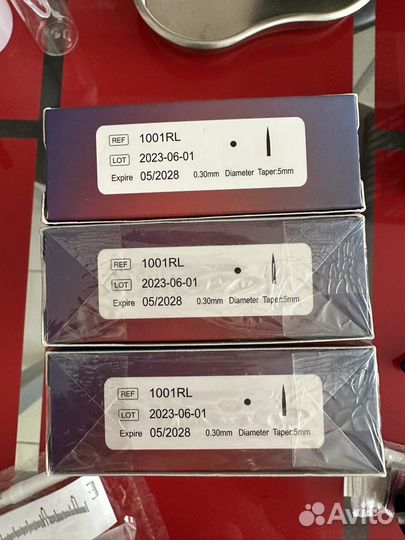 REF 1001RL
LOT 2023-06-01
Expire 05/2028 0.30mm Diameter Taper:5mm
REF 1001RL
LOT 2023-06-01
Expire 05/2028 0.30mm Diameter Taper:5mm
REF 1001RL
LOT 2023-06-01
Expire 05/2028 0.30mm Diameter Taper:5mm
E
Avito